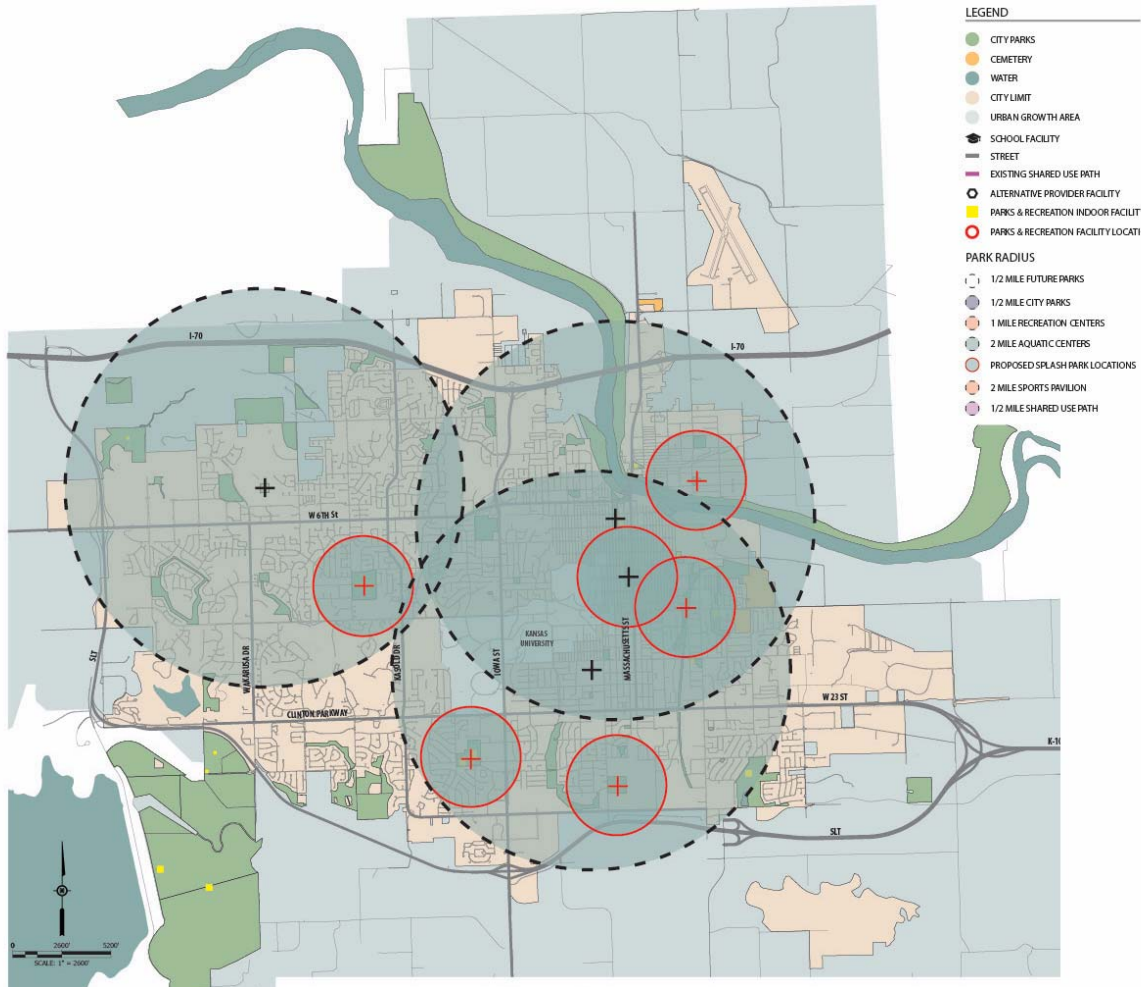 LEGEND
CITY PARKS
CEMETERY
WATER
CITY LIMIT
URBAN GROWTH AREA
SCHOOL FACILITY
STREET
EXISTING SHARED USE PATH
ALTERNATIVE PROVIDER FACILITY
PARKS & RECREATION INDOOR FACILIT
PARKS & RECREATION FACILITY LOCATI
PARK RADIUS
1/2 MILE FUTURE PARKS
1/2 MILE CITY PARKS
1 MILE RECREATION CENTERS
2 MILE AQUATIC CENTERS
PROPOSED SPLASH PARK LOCATIONS
2 MILE SPORTS PAVILION
1/2 MILE SHARED USE PATH
I-70
I-70
W 6TH St
KANSAS
UNIVERSITY
MASSACHUSETTS ST
IOWA ST
KASOLD DR
WAKARUSA DR
SLT
CLINTON PARKWAY
W 23 ST
K-10
SLT
0 2600' 5200'
SCALE: 1" = 2600'